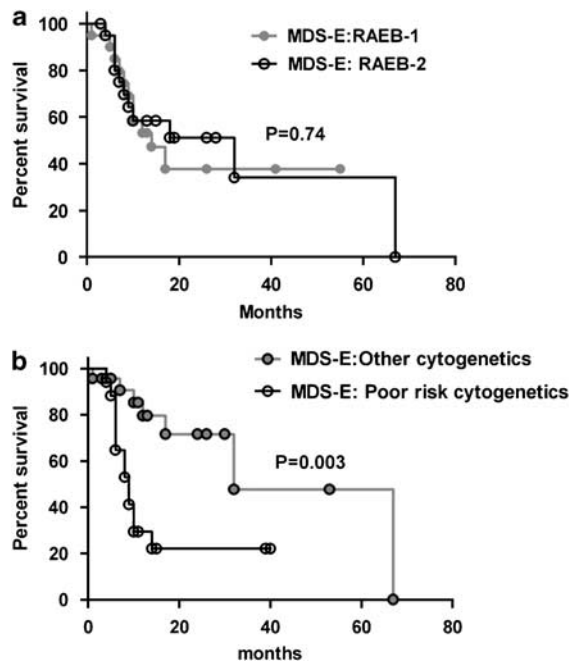 a
MDS-E:RAEB-1
MDS-E: RAEB-2
P=0.74
Percent survival
100
80
60
40
20
0
0 20 40 60 80
Months
b
MDS-E:Other cytogenetics
MDS-E: Poor risk cytogenetics
P=0.003
Percent survival
100
80
60
40
20
0
0 20 40 60 80
months